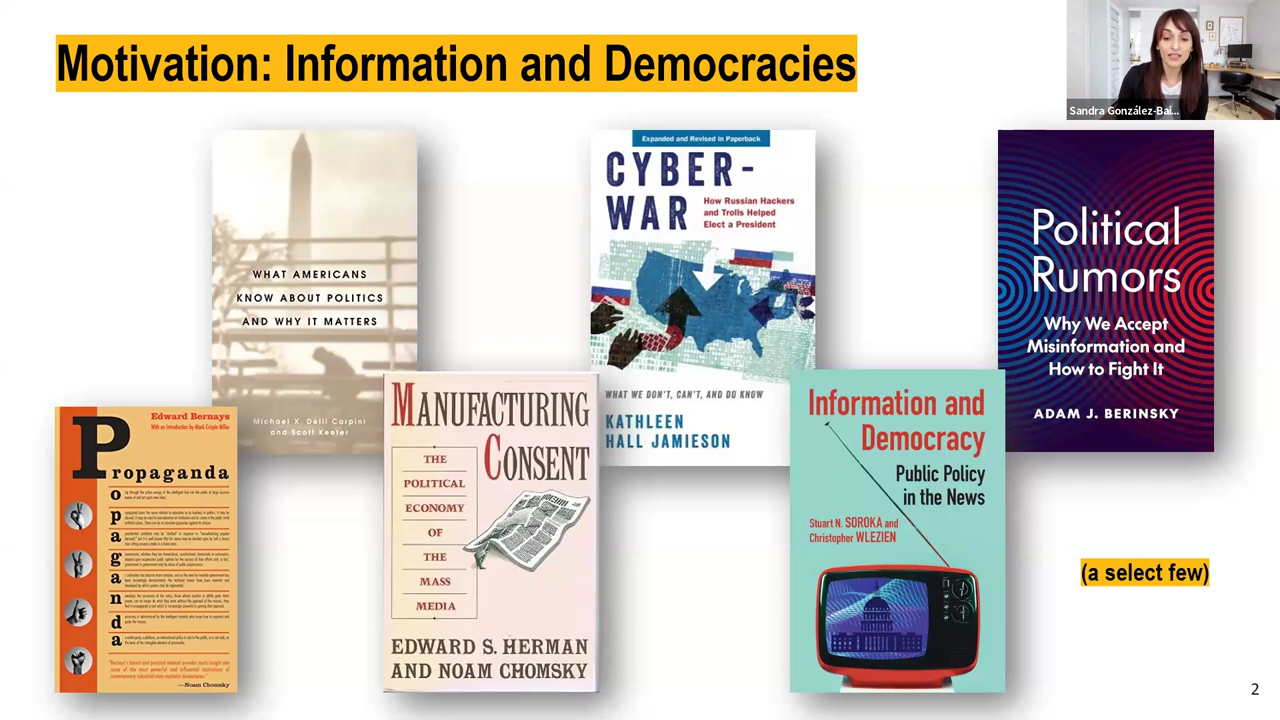 Motivation: Information and Democracies
Sandra González-Bai...
WHAT AMERICANS
KNOW ABOUT POLITICS
AND WHY IT MATTERS
Michael X. Delli Carpini
and Scott Keeter
Expanded and Revised in Paperback
CYBER-
WAR
How Russian Hackers
and Trolls Helped
Elect a President
WHAT WE DON'T, CAN'T, AND DO KNOW
KATHLEEN
HALL JAMIESON
Political
Rumors
Why We Accept
Misinformation and
How to Fight It
ADAM J. BERINSKY
Edward Bernays
With an Introduction by Mark Crispin Miller
Propaganda
opaganda
—Noam Chomsky
MANUFACTURING
CONSENT
THE
POLITICAL
ECONOMY
OF
THE
MASS
MEDIA
EDWARD S. HERMAN
AND NOAM CHOMSKY
Information and
Democracy
Public Policy
in the News
Stuart N. SOROKA and
Christopher WLEZIEN
(a select few)
2